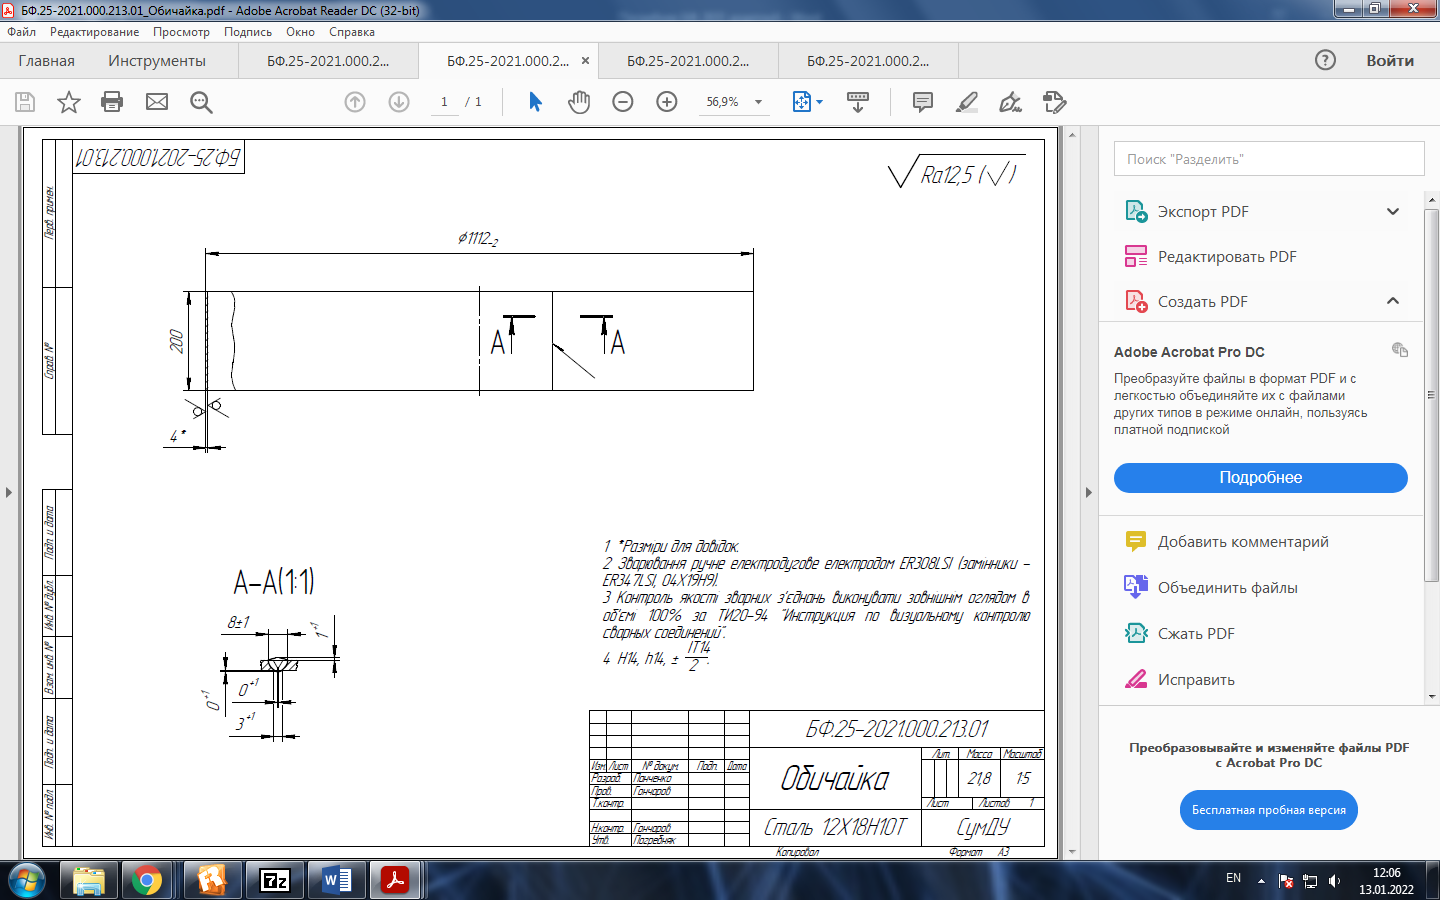 БФ.25-2021.000.213.01_Обичайка.pdf - Adobe Acrobat Reader DC (32-bit)
Файл Редактирование Просмотр Подпись Окно Справка
Главная Инструменты БФ.25-2021.000.2... БФ.25-2021.000.2... × БФ.25-2021.000.2... БФ.25-2021.000.2... Войти
1 / 1 56,9%
БФ.25-2021.000.213.01
Ra12,5 (√)
Перв. примен.
Справ. №
Подп. и дата
Инв. № дубл.
Взам. инв. №
Подп. и дата
Инв. № подл.
⌀1112₋₂
200
А А
4*
А-А(1:1)
8±1
1⁺¹
0⁺¹
0⁺¹
3⁺¹
1 *Розміри для довідок.
2 Зварювання ручне електродугове електродом ER308LSI (замінники -
ER347LSI, 04Х19Н9).
3 Контроль якості зварних з'єднань виконувати зовнішнім оглядом в
об'ємі 100% за ТИ20-94 "Инструкция по визуальному контролю
сварных соединений".
4 Н14, h14, ± IT14/2.
БФ.25-2021.000.213.01
Изм. Лист № докум. Подп. Дата
Разраб. Панченко
Пров. Гончаров
Т.контр.
Н.контр. Гончаров
Утв. Погребняк
Обичайка
Лит. Масса Масштаб
21,8 1:5
Лист Листов 1
Сталь 12Х18Н10Т
СумДУ
Копировал Формат А3
Поиск "Разделить"
Экспорт PDF
Редактировать PDF
Создать PDF
Adobe Acrobat Pro DC
Преобразуйте файлы в формат PDF и с
легкостью объединяйте их с файлами
других типов в режиме онлайн, пользуясь
платной подпиской
Подробнее
Добавить комментарий
Объединить файлы
Сжать PDF
Исправить
Преобразовывайте и изменяйте файлы PDF
с Acrobat Pro DC
Бесплатная пробная версия
7z
EN
12:06
13.01.2022